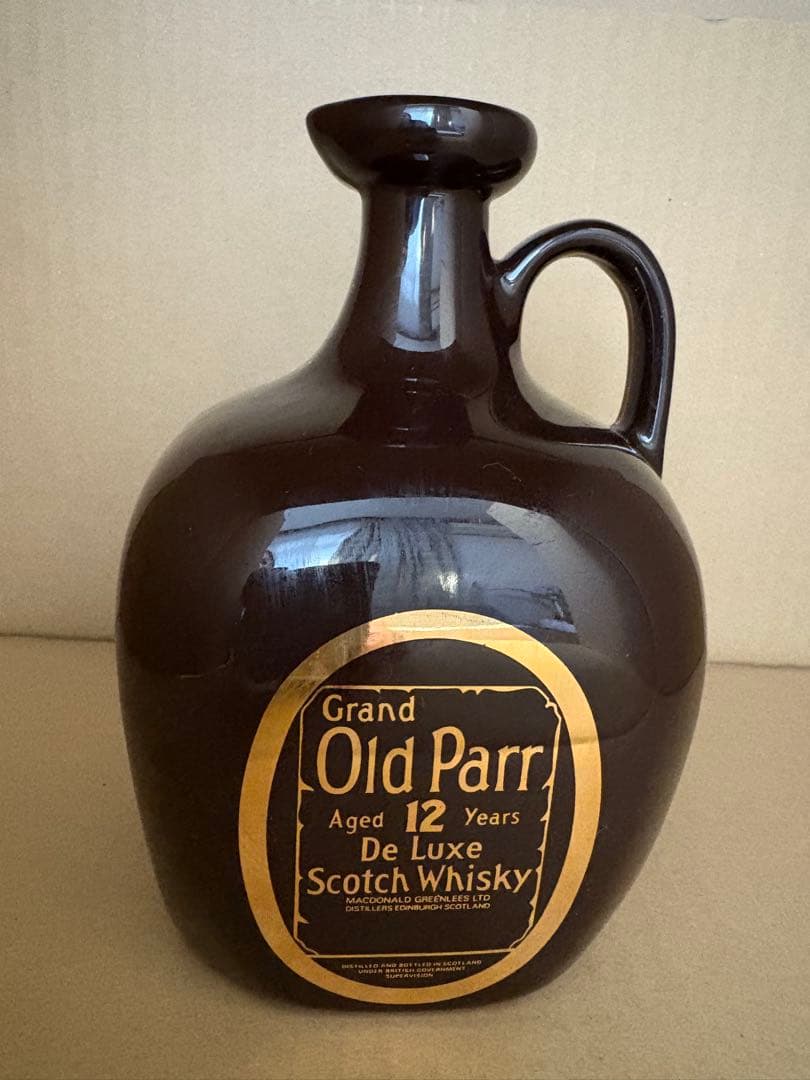 Grand
Old Parr
Aged 12 Years
De Luxe
Scotch Whisky
MACDONALD GREENLEES LTD
DISTILLERS EDINBURGH SCOTLAND
DISTILLED AND BOTTLED IN SCOTLAND
UNDER BRITISH GOVERNMENT
SUPERVISION